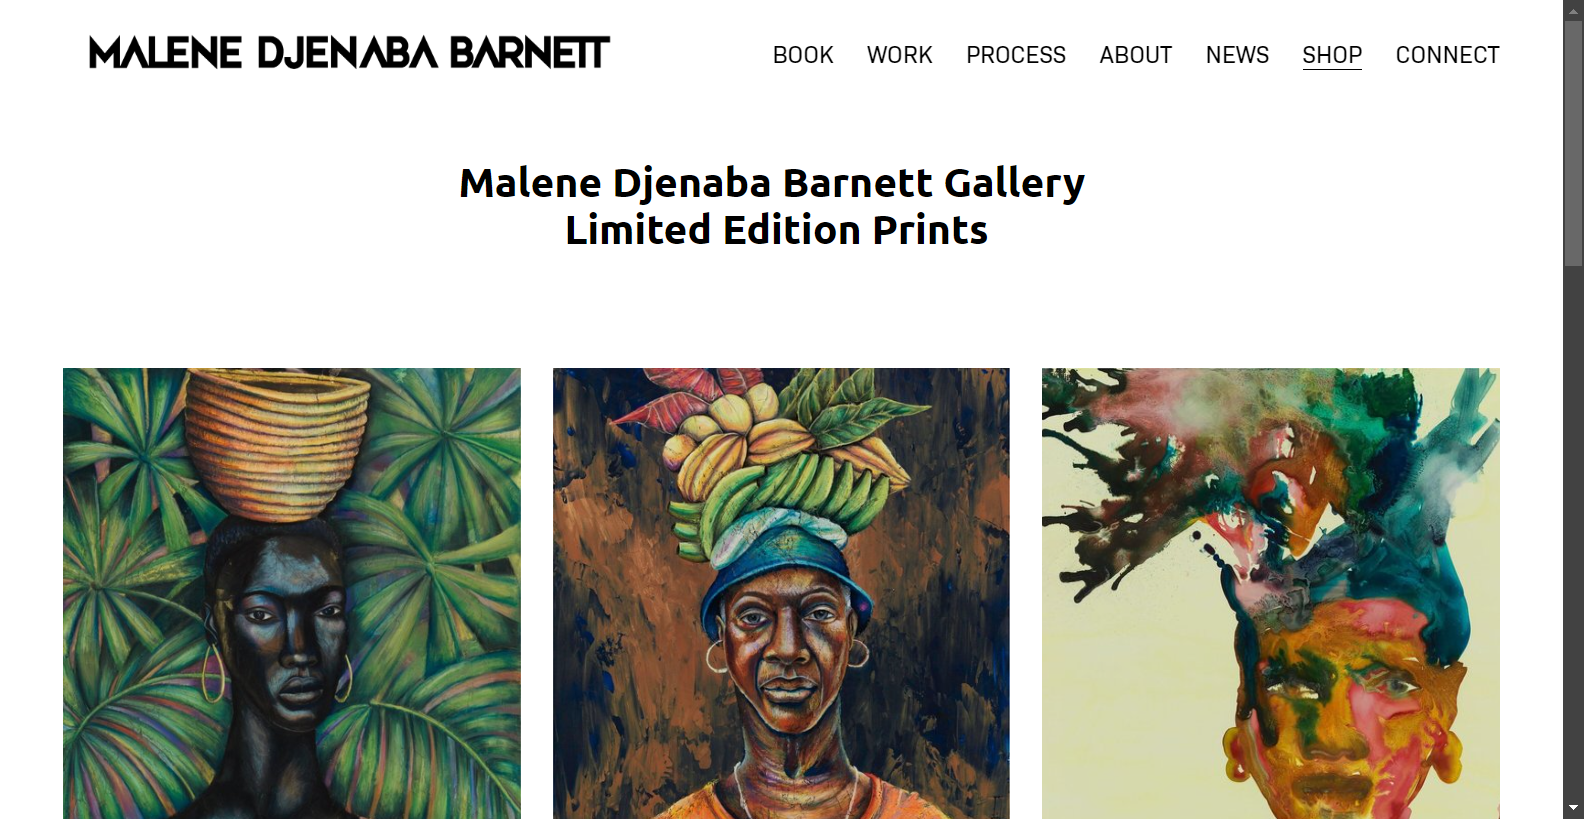 MALENE DJENABA BARNETT
BOOK WORK PROCESS ABOUT NEWS SHOP CONNECT
Malene Djenaba Barnett Gallery
Limited Edition Prints